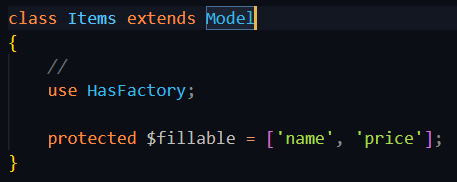 class Items extends Model
{
    //
    use HasFactory;
    protected $fillable = ['name', 'price'];
}